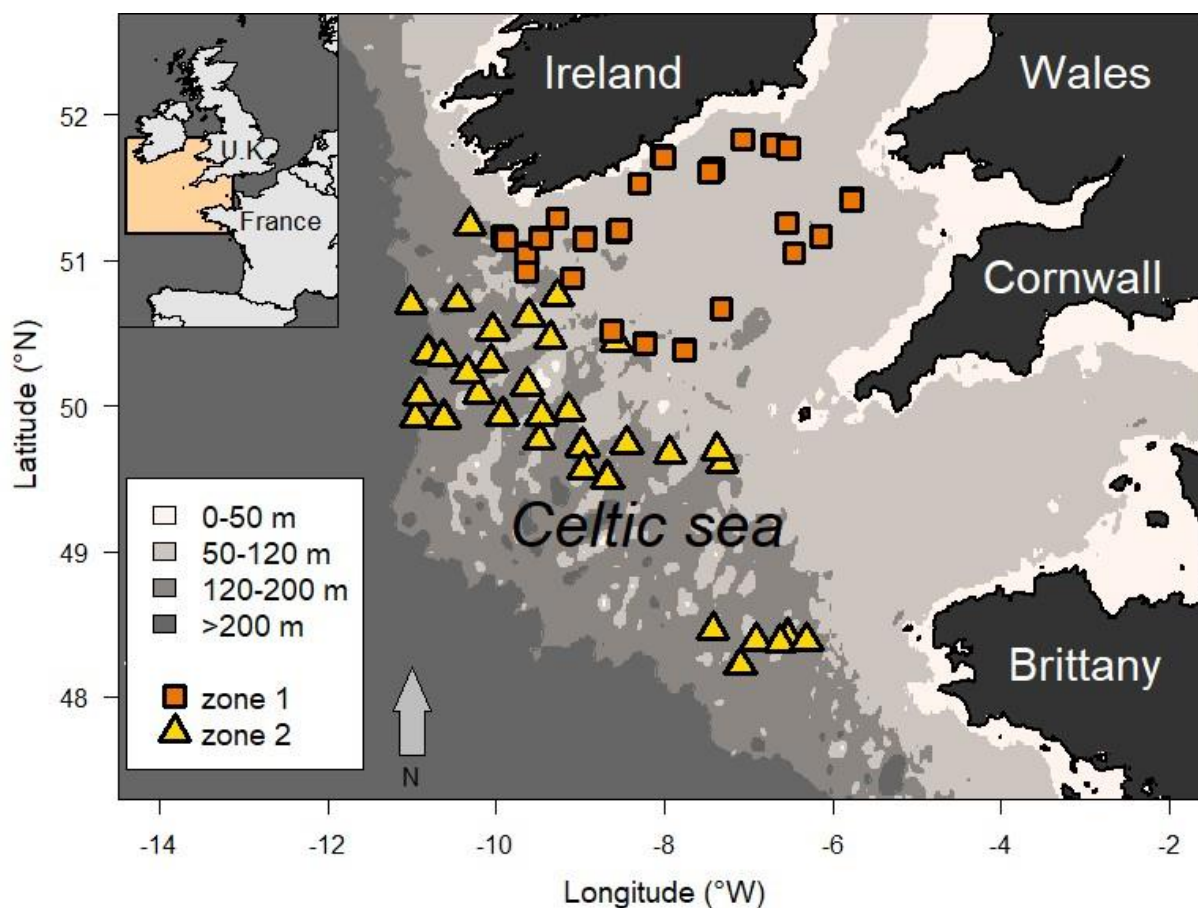 Ireland
Wales
U.K
France
Cornwall
Celtic sea
Brittany
0-50 m
50-120 m
120-200 m
>200 m
zone 1
zone 2
N
52
51
50
49
48
Latitude (°N)
-14
-12
-10
-8
-6
-4
-2
Longitude (°W)